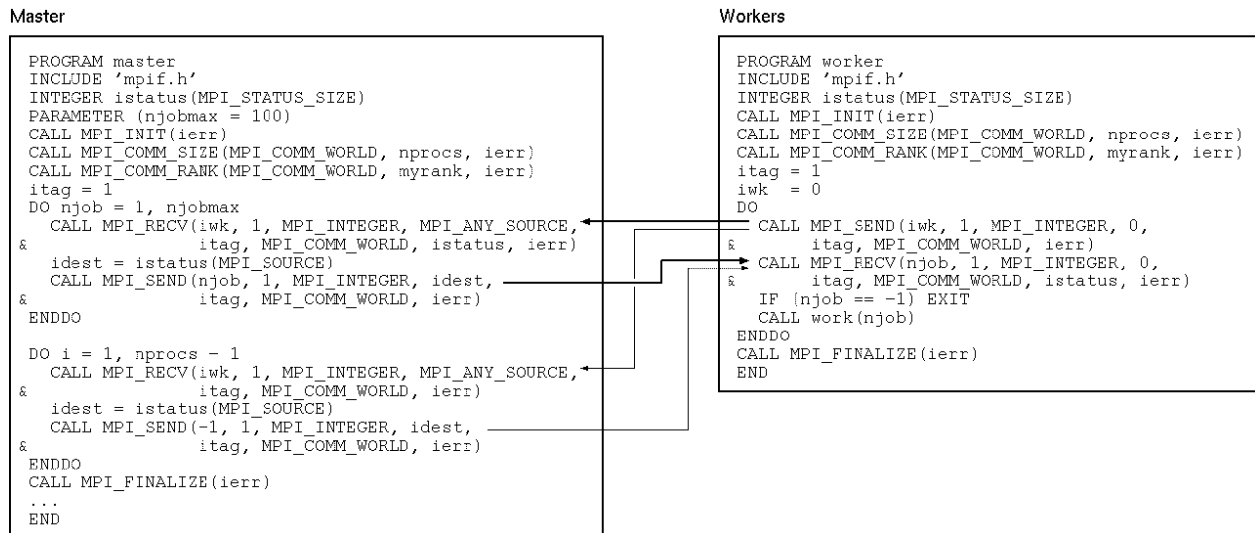 Master
PROGRAM master
INCLUDE 'mpif.h'
INTEGER istatus(MPI_STATUS_SIZE)
PARAMETER (njobmax = 100)
CALL MPI_INIT(ierr)
CALL MPI_COMM_SIZE(MPI_COMM_WORLD, nprocs, ierr)
CALL MPI_COMM_RANK(MPI_COMM_WORLD, myrank, ierr)
itag = 1
DO njob = 1, njobmax
CALL MPI_RECV(iwk, 1, MPI_INTEGER, MPI_ANY_SOURCE,
& itag, MPI_COMM_WORLD, istatus, ierr)
idest = istatus(MPI_SOURCE)
CALL MPI_SEND(njob, 1, MPI_INTEGER, idest,
& itag, MPI_COMM_WORLD, ierr)
ENDDO
DO i = 1, nprocs - 1
CALL MPI_RECV(iwk, 1, MPI_INTEGER, MPI_ANY_SOURCE,
& itag, MPI_COMM_WORLD, ierr)
idest = istatus(MPI_SOURCE)
CALL MPI_SEND(-1, 1, MPI_INTEGER, idest,
& itag, MPI_COMM_WORLD, ierr)
ENDDO
CALL MPI_FINALIZE(ierr)
...
END
Workers
PROGRAM worker
INCLUDE 'mpif.h'
INTEGER istatus(MPI_STATUS_SIZE)
CALL MPI_INIT(ierr)
CALL MPI_COMM_SIZE(MPI_COMM_WORLD, nprocs, ierr)
CALL MPI_COMM_RANK(MPI_COMM_WORLD, myrank, ierr)
itag = 1
iwk = 0
DO
CALL MPI_SEND(iwk, 1, MPI_INTEGER, 0,
& itag, MPI_COMM_WORLD, ierr)
CALL MPI_RECV(njob, 1, MPI_INTEGER, 0,
& itag, MPI_COMM_WORLD, istatus, ierr)
IF (njob == -1) EXIT
CALL work(njob)
ENDDO
CALL MPI_FINALIZE(ierr)
END